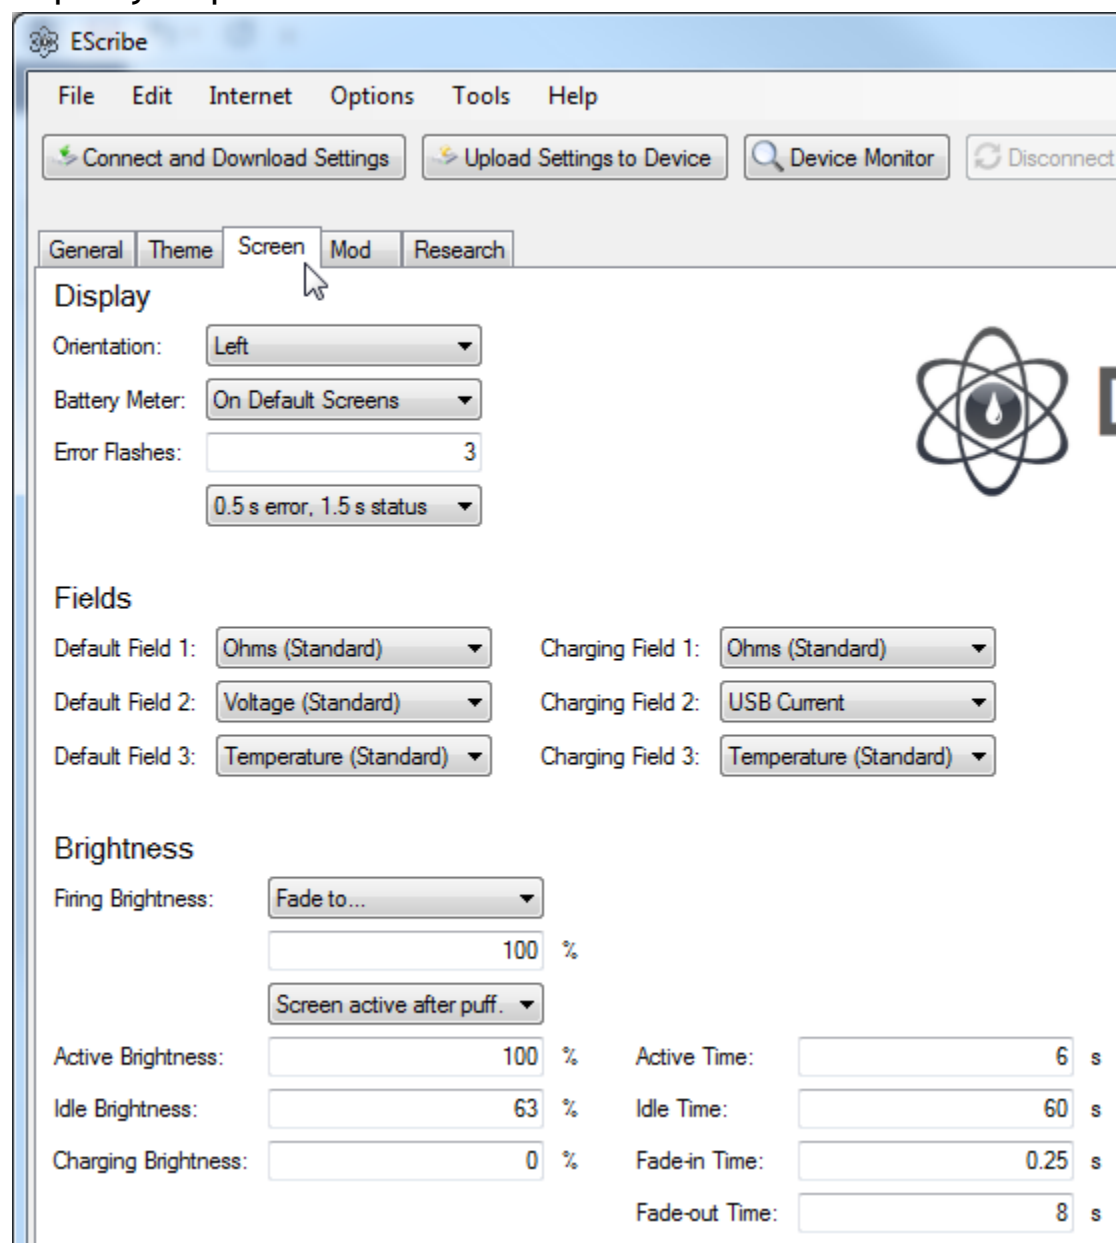 EScribe
File Edit Internet Options Tools Help
Connect and Download Settings Upload Settings to Device Device Monitor Disconnect
General Theme Screen Mod Research
Display
Orientation: Left
Battery Meter: On Default Screens
Error Flashes: 3
0.5 s error, 1.5 s status
Fields
Default Field 1: Ohms (Standard) Charging Field 1: Ohms (Standard)
Default Field 2: Voltage (Standard) Charging Field 2: USB Current
Default Field 3: Temperature (Standard) Charging Field 3: Temperature (Standard)
Brightness
Firing Brightness: Fade to...
100 %
Screen active after puff.
Active Brightness: 100 % Active Time: 6 s
Idle Brightness: 63 % Idle Time: 60 s
Charging Brightness: 0 % Fade-in Time: 0.25 s
Fade-out Time: 8 s